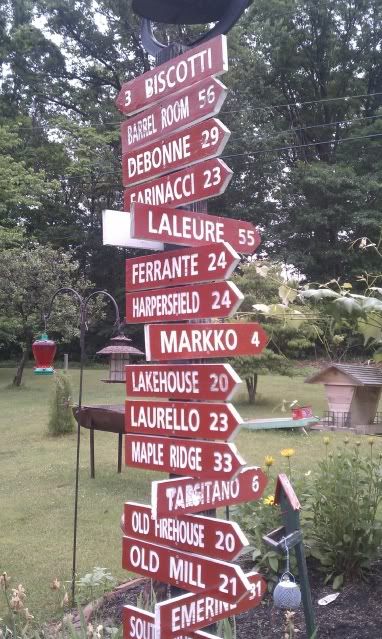 3 BISCOTTI
BARREL ROOM 56
DEBONNE 29
FARINACCI 23
LALEURE 55
FERRANTE 24
HARPERSFIELD 24
MARKKO 4
LAKEHOUSE 20
LAURELLO 23
MAPLE RIDGE 33
TARSITANO 6
OLD FIREHOUSE 20
OLD MILL 21
EMERINE 31
SOUT